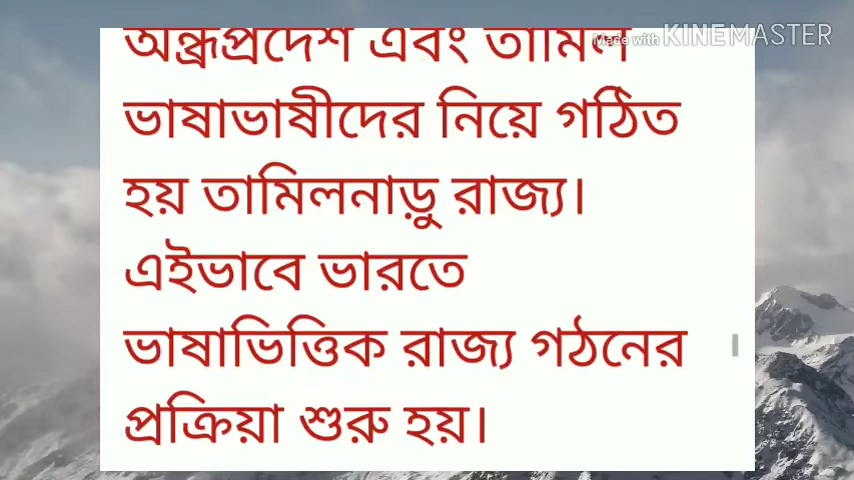 অন্ধ্রপ্রদেশ এবং তামিল
Made with KINEMASTER
ভাষাভাষীদের নিয়ে গঠিত
হয় তামিলনাড়ু রাজ্য।
এইভাবে ভারতে
ভাষাভিত্তিক রাজ্য গঠনের
প্রক্রিয়া শুরু হয়।